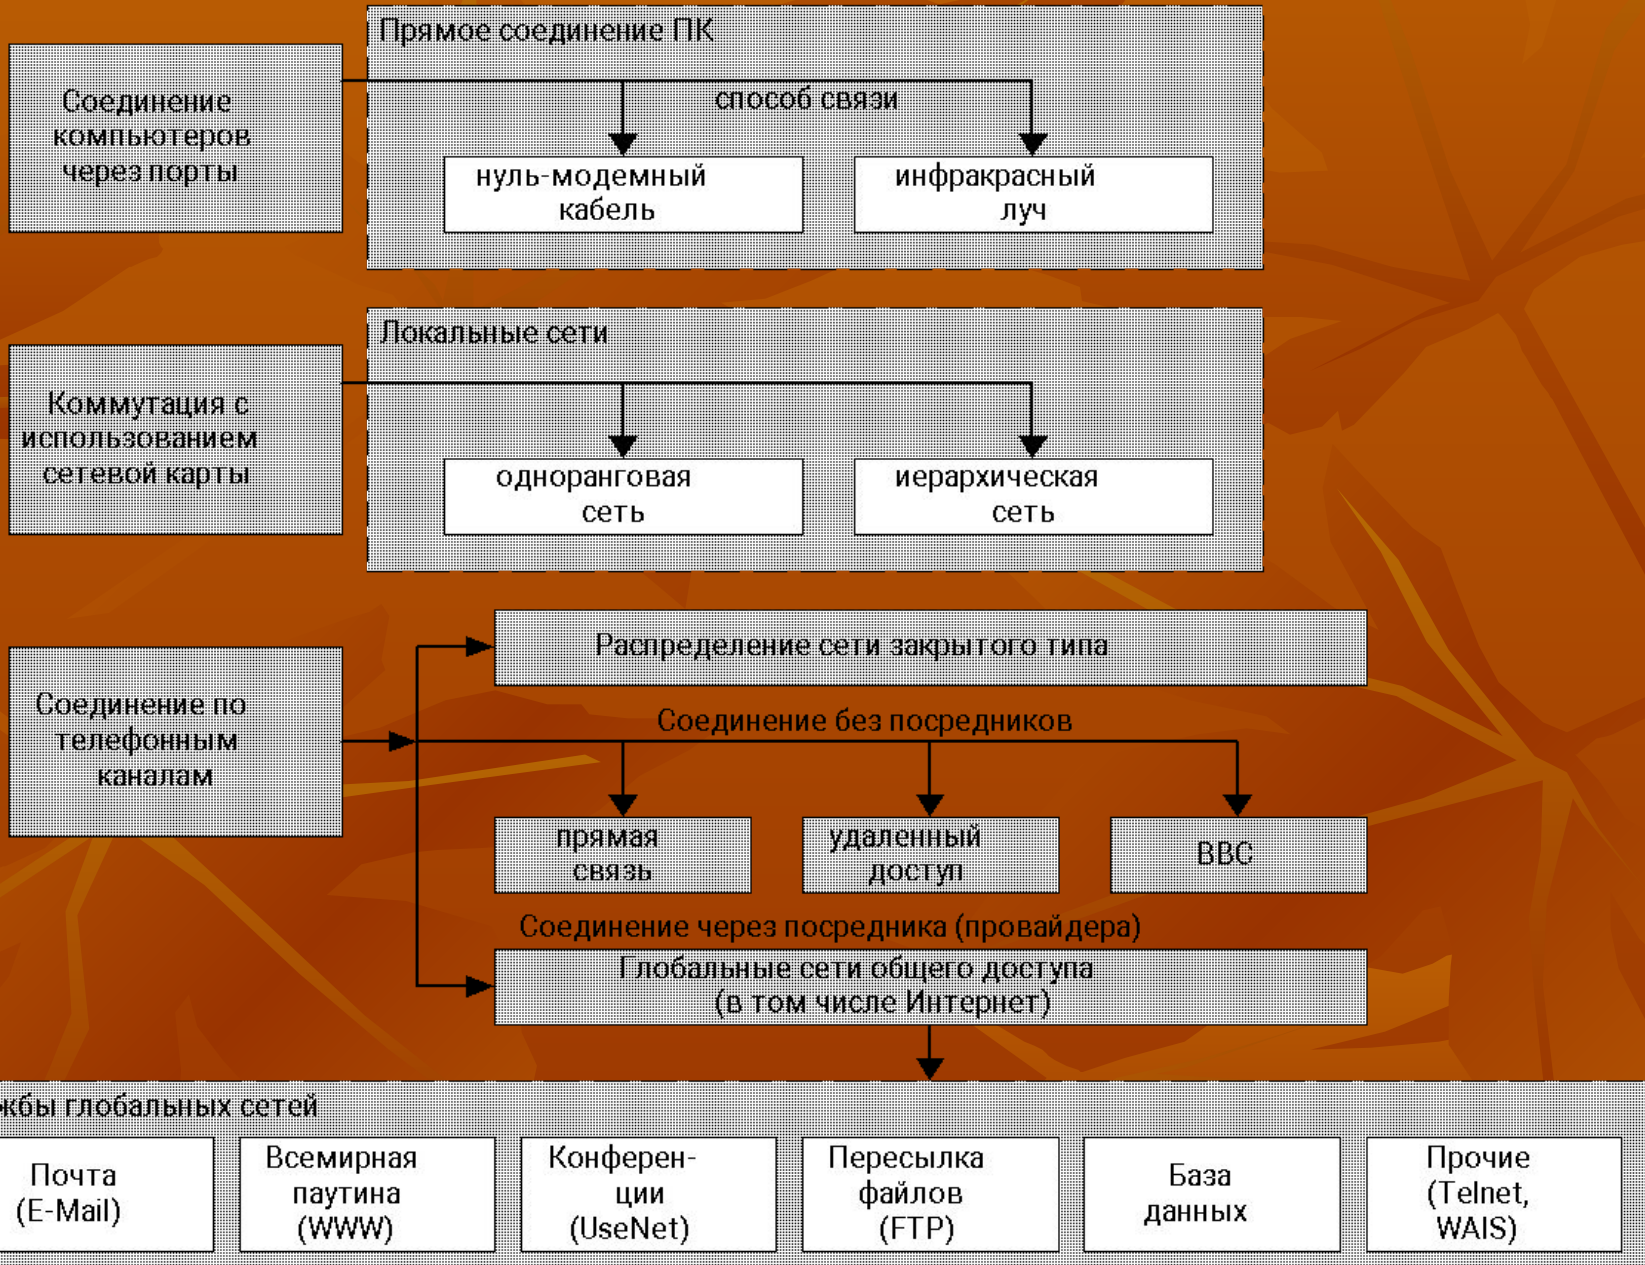 Прямое соединение ПК
Соединение
компьютеров
через порты
способ связи
нуль-модемный
кабель
инфракрасный
луч
Локальные сети
Коммутация с
использованием
сетевой карты
одноранговая
сеть
иерархическая
сеть
Распределение сети закрытого типа
Соединение по
телефонным
каналам
Соединение без посредников
прямая
связь
удаленный
доступ
BBC
Соединение через посредника (провайдера)
Глобальные сети общего доступа
(в том числе Интернет)
жбы глобальных сетей
Почта
(E-Mail)
Всемирная
паутина
(WWW)
Конферен-
ции
(UseNet)
Пересылка
файлов
(FTP)
База
данных
Прочие
(Telnet,
WAIS)